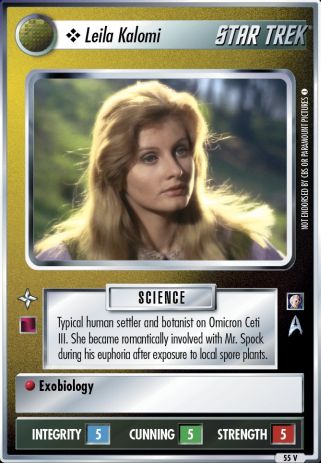 ❖ Leila Kalomi STAR TREK®
NOT ENDORSED BY CBS OR PARAMOUNT PICTURES
SCIENCE
Typical human settler and botanist on Omicron Ceti
III. She became romantically involved with Mr. Spock
during his euphoria after exposure to local spore plants.
Exobiology
INTEGRITY 5 CUNNING 5 STRENGTH 5
55 V